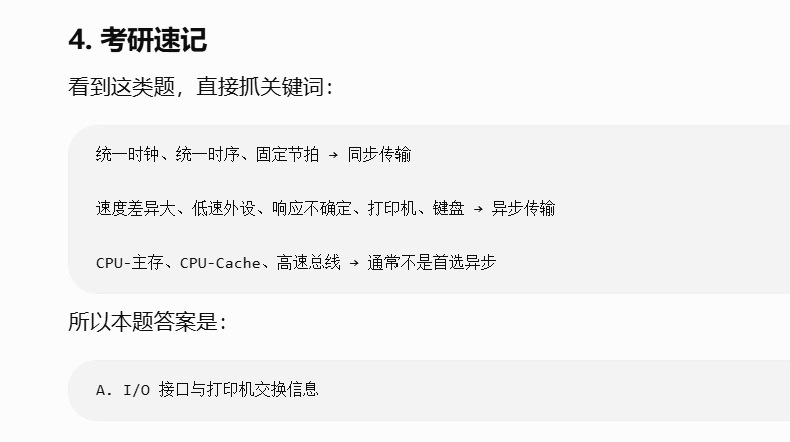 4. 考研速记
看到这类题，直接抓关键词：
统一时钟、统一时序、固定节拍 → 同步传输
速度差异大、低速外设、响应不确定、打印机、键盘 → 异步传输
CPU-主存、CPU-Cache、高速总线 → 通常不是首选异步
所以本题答案是：
A. I/O 接口与打印机交换信息